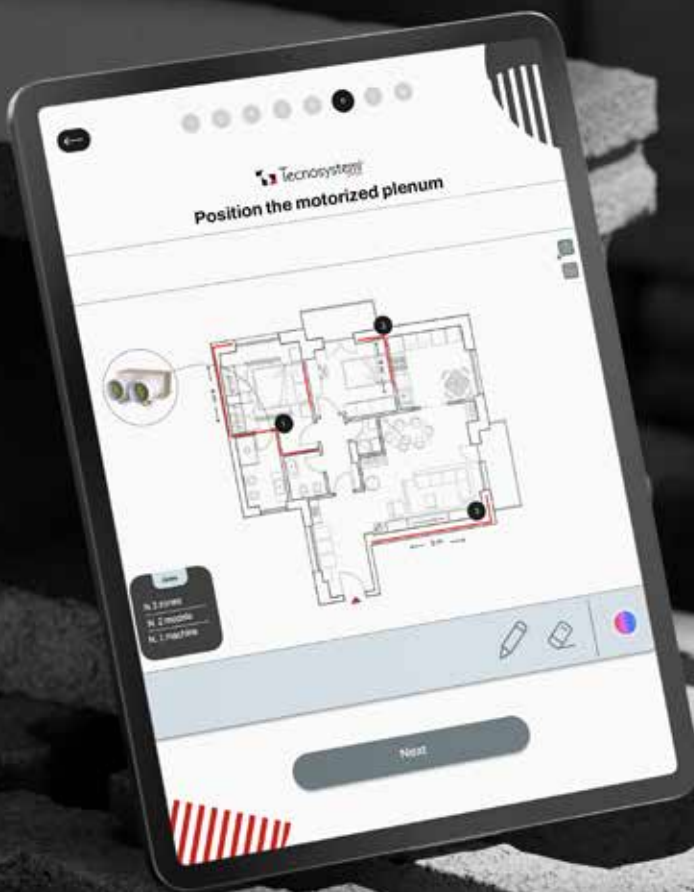 Tecnosystemi
Position the motorized plenum
N. 3 zones
N. 2 models
N. 1 machine
Next